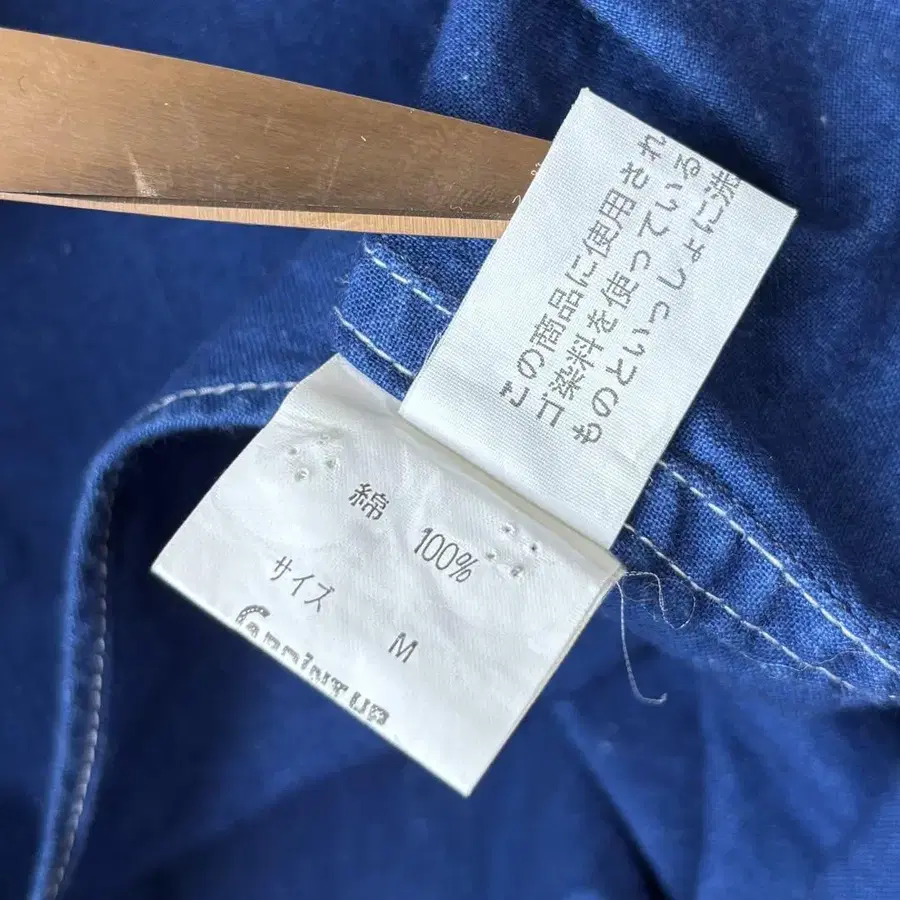 この商品に使用され
ゴ染料を使っている
ものといっしょに洗
綿 100%
サイズ M